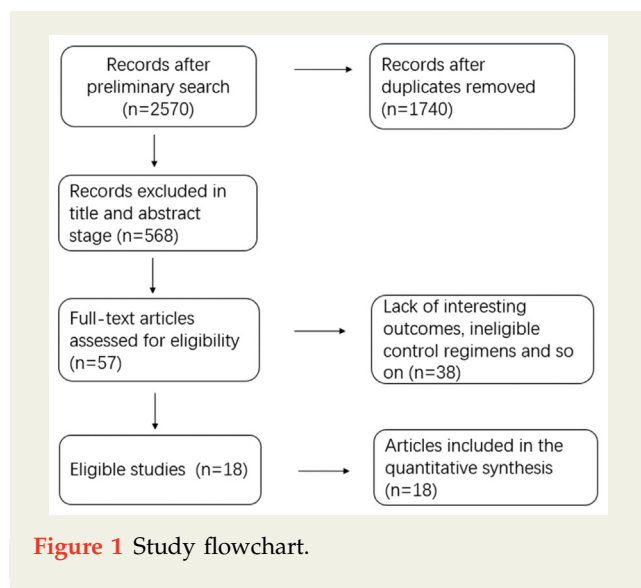 Records after
preliminary search
(n=2570)
Records after
duplicates removed
(n=1740)
Records excluded in
title and abstract
stage (n=568)
Full-text articles
assessed for eligibility
(n=57)
Lack of interesting
outcomes, ineligible
control regimens and so
on (n=38)
Eligible studies (n=18)
Articles included in the
quantitative synthesis
(n=18)
Figure 1 Study flowchart.